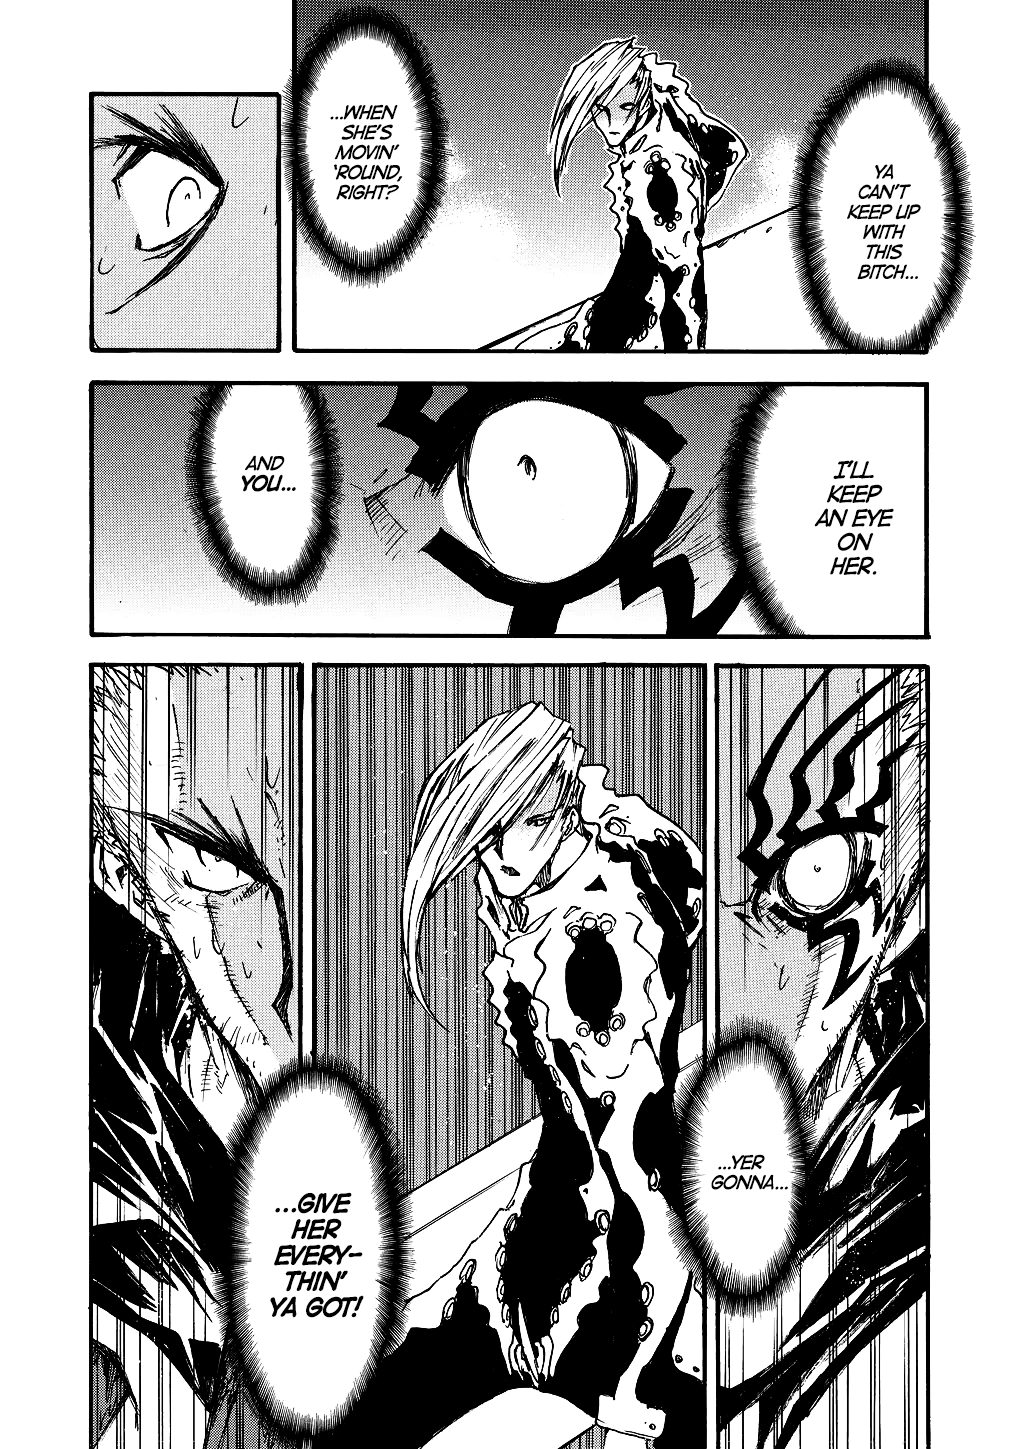 YA
CAN'T
KEEP UP
WITH
THIS
BITCH...
...WHEN
SHE'S
MOVIN'
'ROUND,
RIGHT?
I'LL
KEEP
AN EYE
ON
HER.
AND
YOU...
...YER
GONNA...
...GIVE
HER
EVERY-
THIN'
YA GOT!